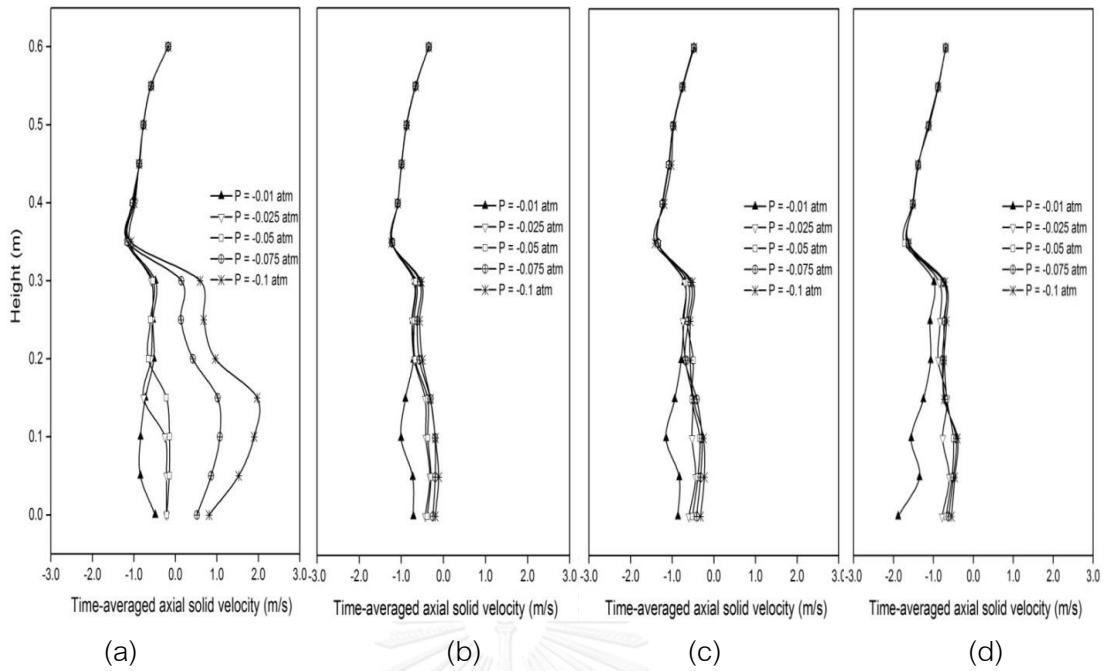 0.6
0.5
0.4
0.3
0.2
0.1
0.0
Height (m)
P = -0.01 atm
P = -0.025 atm
P = -0.05 atm
P = -0.075 atm
P = -0.1 atm
P = -0.01 atm
P = -0.025 atm
P = -0.05 atm
P = -0.075 atm
P = -0.1 atm
P = -0.01 atm
P = -0.025 atm
P = -0.05 atm
P = -0.075 atm
P = -0.1 atm
P = -0.01 atm
P = -0.025 atm
P = -0.05 atm
P = -0.075 atm
P = -0.1 atm
-3.0 -2.0 -1.0 0.0 1.0 2.0 3.0
-3.0 -2.0 -1.0 0.0 1.0 2.0 3.0
-3.0 -2.0 -1.0 0.0 1.0 2.0 3.0
-3.0 -2.0 -1.0 0.0 1.0 2.0 3.0
Time-averaged axial solid velocity (m/s)
Time-averaged axial solid velocity (m/s)
Time-averaged axial solid velocity (m/s)
Time-averaged axial solid velocity (m/s)
(a)
(b)
(c)
(d)